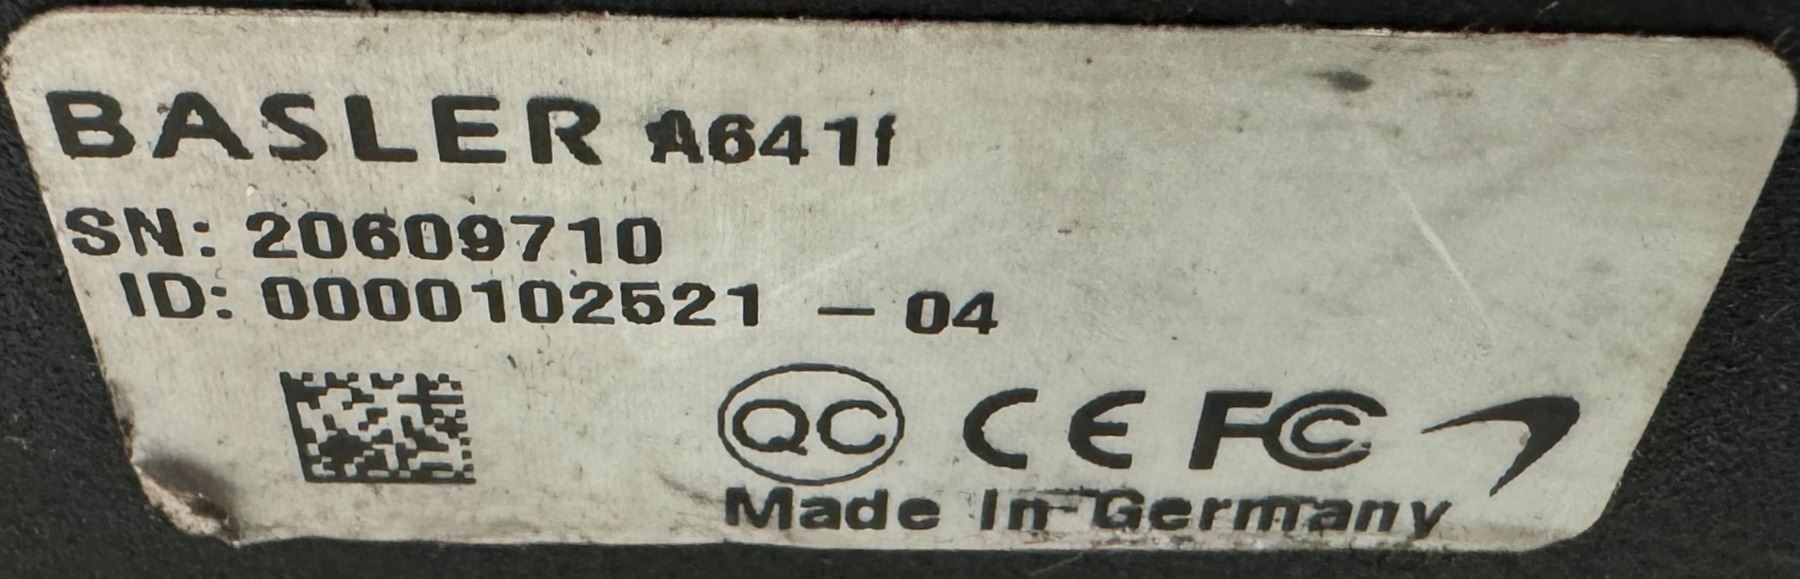 BASLER A641f
SN: 20609710
ID: 0000102521 - 04
QC CE FC
Made In Germany